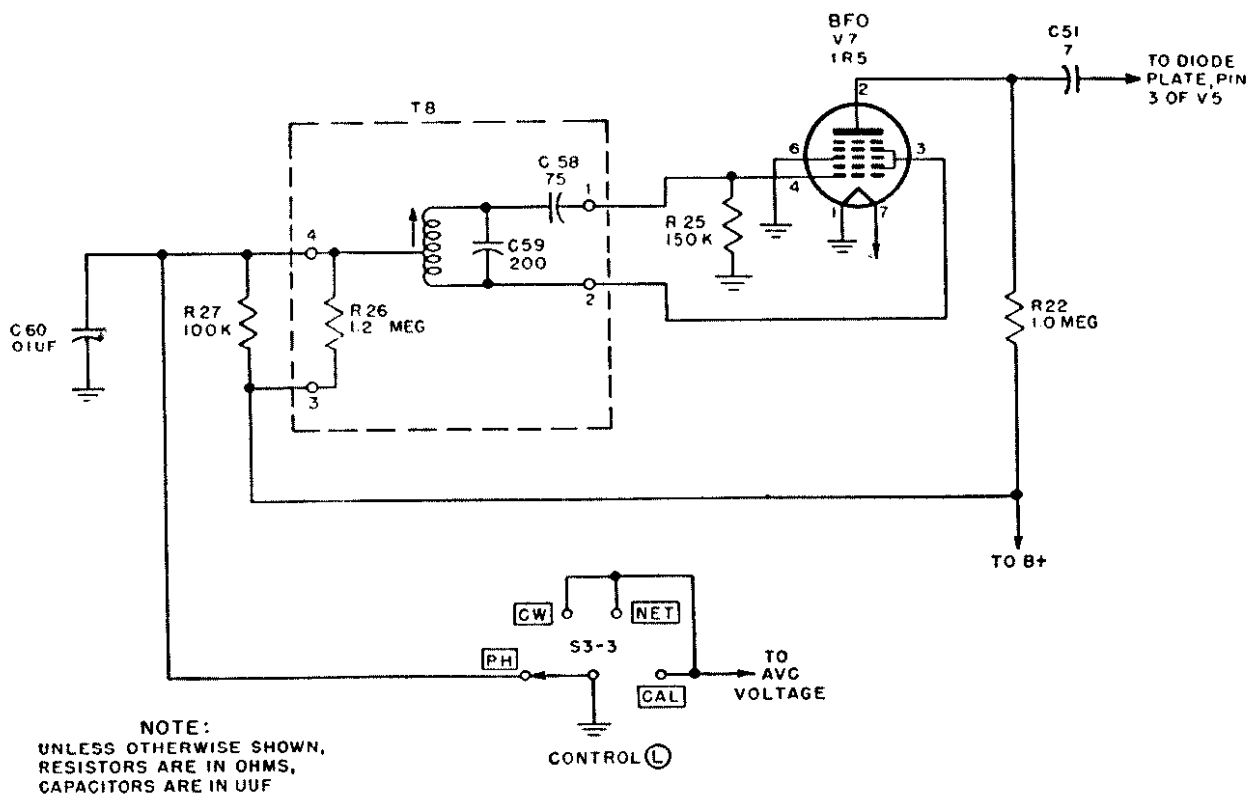 BFO
V7
1R5
C51
7
TO DIODE
PLATE, PIN
3 OF V5
2
T8
6
3
4
1
7
C 58
75
1
R 25
150K
4
C59
200
2
R27
100K
R 26
1.2 MEG
R22
1.0 MEG
C 60
.01UF
3
TO B+
CW
NET
S3-3
PH
TO
AVC
VOLTAGE
CAL
NOTE:
UNLESS OTHERWISE SHOWN,
RESISTORS ARE IN OHMS,
CAPACITORS ARE IN UUF
CONTROL L